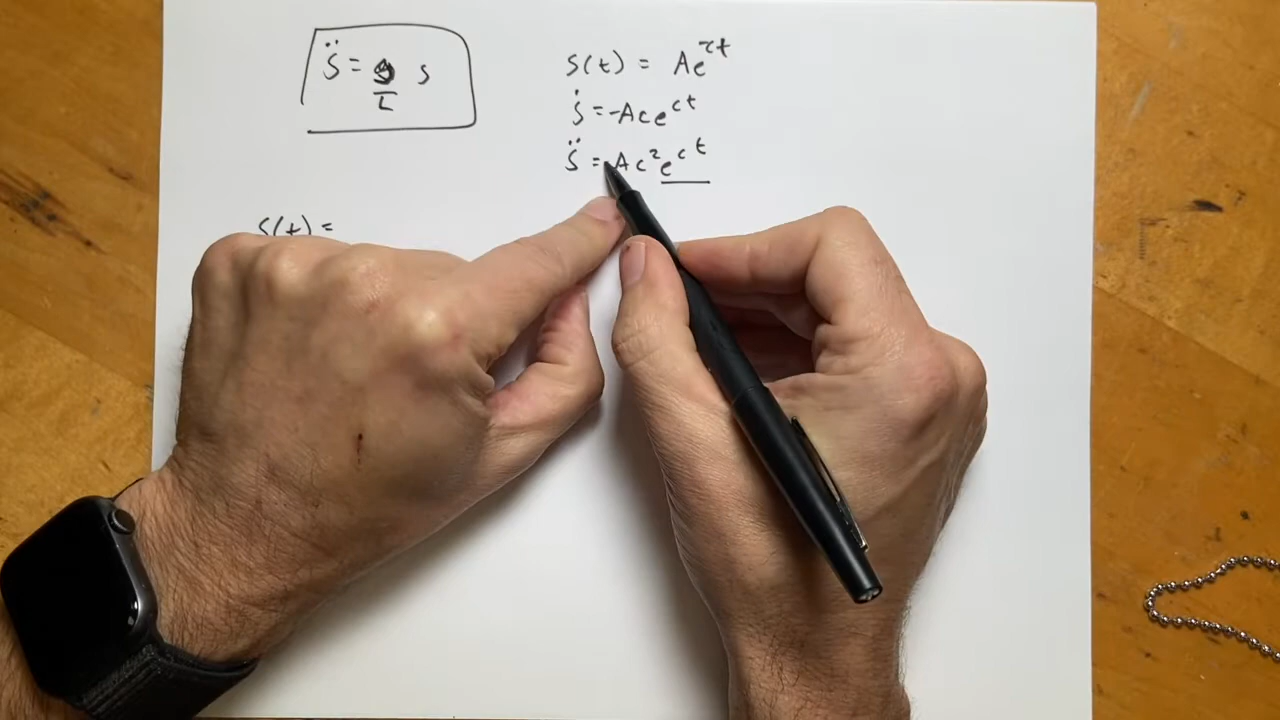 s̈ = g/L s
s(t) = Ae^ct
ṡ = -Ace^ct
s̈ = Ac²e^ct
s(t) =